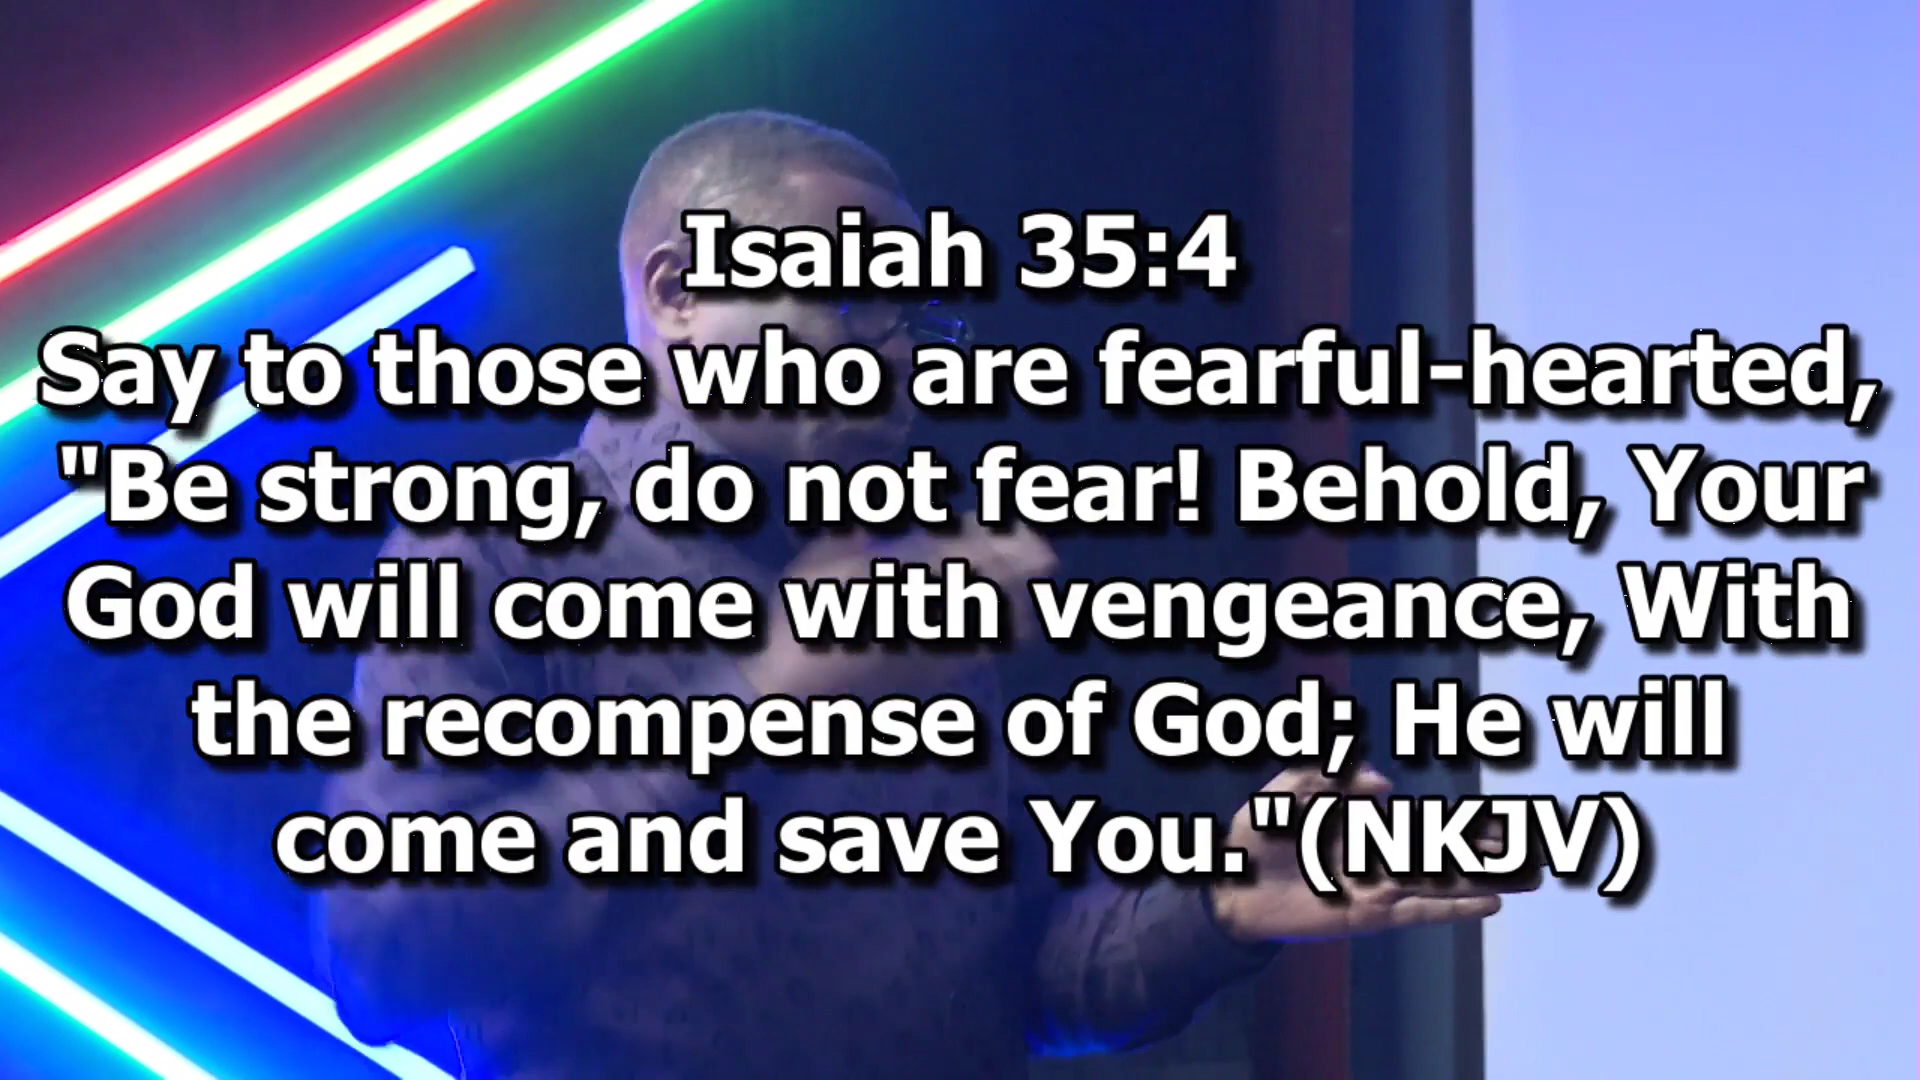 Isaiah 35:4
Say to those who are fearful-hearted,
"Be strong, do not fear! Behold, Your
God will come with vengeance, With
the recompense of God; He will
come and save You."(NKJV)